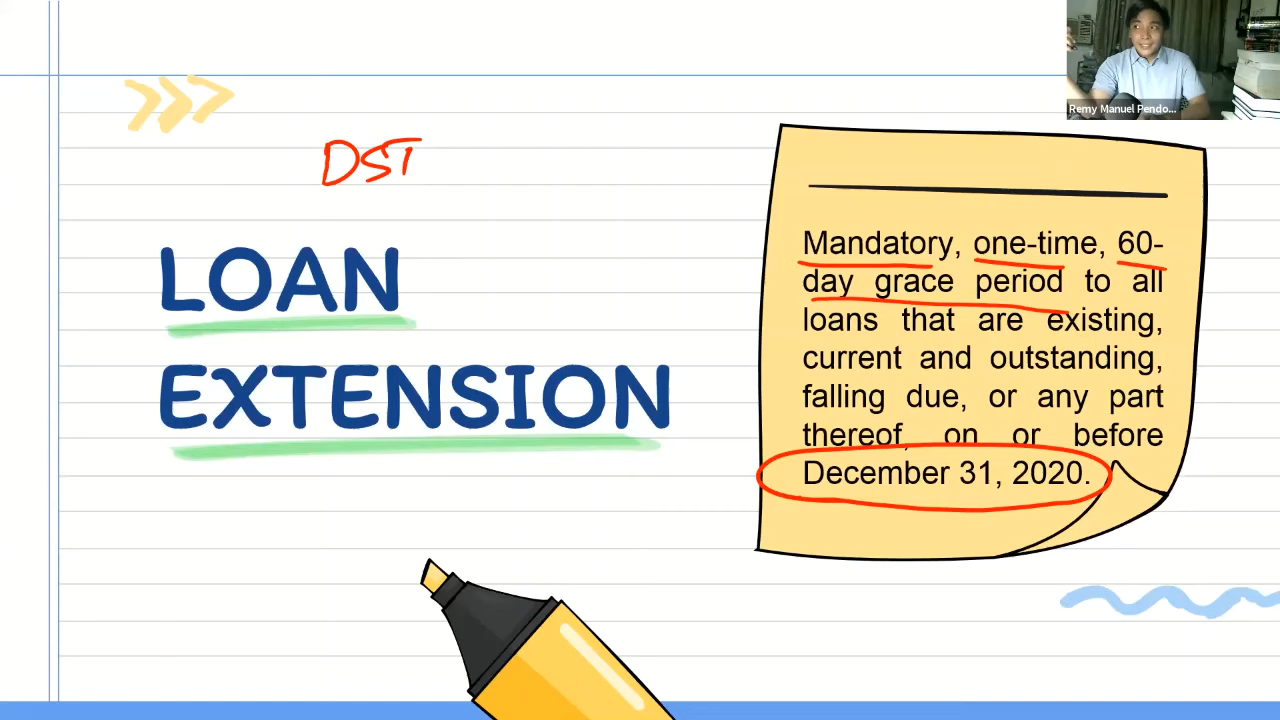 Remy Manuel Pendo...
DST
LOAN
EXTENSION
Mandatory, one-time, 60-
day grace period to all
loans that are existing,
current and outstanding,
falling due, or any part
thereof, on or before
December 31, 2020.